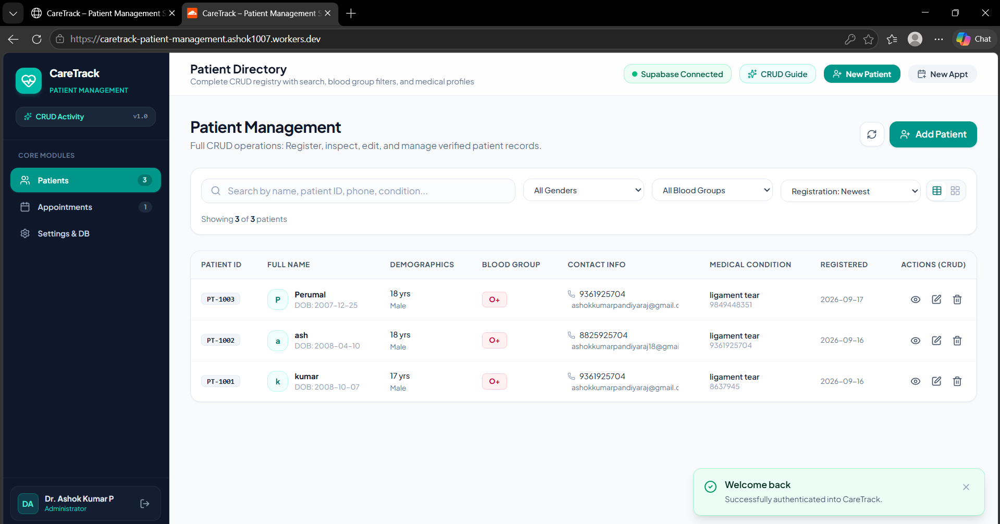 CareTrack – Patient Management S
CareTrack – Patient Management S
https://caretrack-patient-management.ashok1007.workers.dev
Chat
CareTrack
PATIENT MANAGEMENT
CRUD Activity v1.0
CORE MODULES
Patients 3
Appointments 1
Settings & DB
DA
Dr. Ashok Kumar P
Administrator
Patient Directory
Complete CRUD registry with search, blood group filters, and medical profiles
Supabase Connected
CRUD Guide
New Patient
New Appt
Patient Management
Full CRUD operations: Register, inspect, edit, and manage verified patient records.
Add Patient
Search by name, patient ID, phone, condition...
All Genders
All Blood Groups
Registration: Newest
Showing 3 of 3 patients
PATIENT ID FULL NAME DEMOGRAPHICS BLOOD GROUP CONTACT INFO MEDICAL CONDITION REGISTERED ACTIONS (CRUD)
PT-1003 P Perumal 18 yrs O+ 9361925704 ligament tear 2026-09-17
DOB: 2007-12-25 Male ashokkumarpandiyaraj@gmail.c 9849448351
PT-1002 a ash 18 yrs O+ 8825925704 ligament tear 2026-09-16
DOB: 2008-04-10 Male ashokkumarpandiyaraj18@gmai 9361925704
PT-1001 k kumar 17 yrs O+ 9361925704 ligament tear 2026-09-16
DOB: 2008-10-07 Male ashokkumarpandiyaraj@gmail.c 8637945
Welcome back
Successfully authenticated into CareTrack.